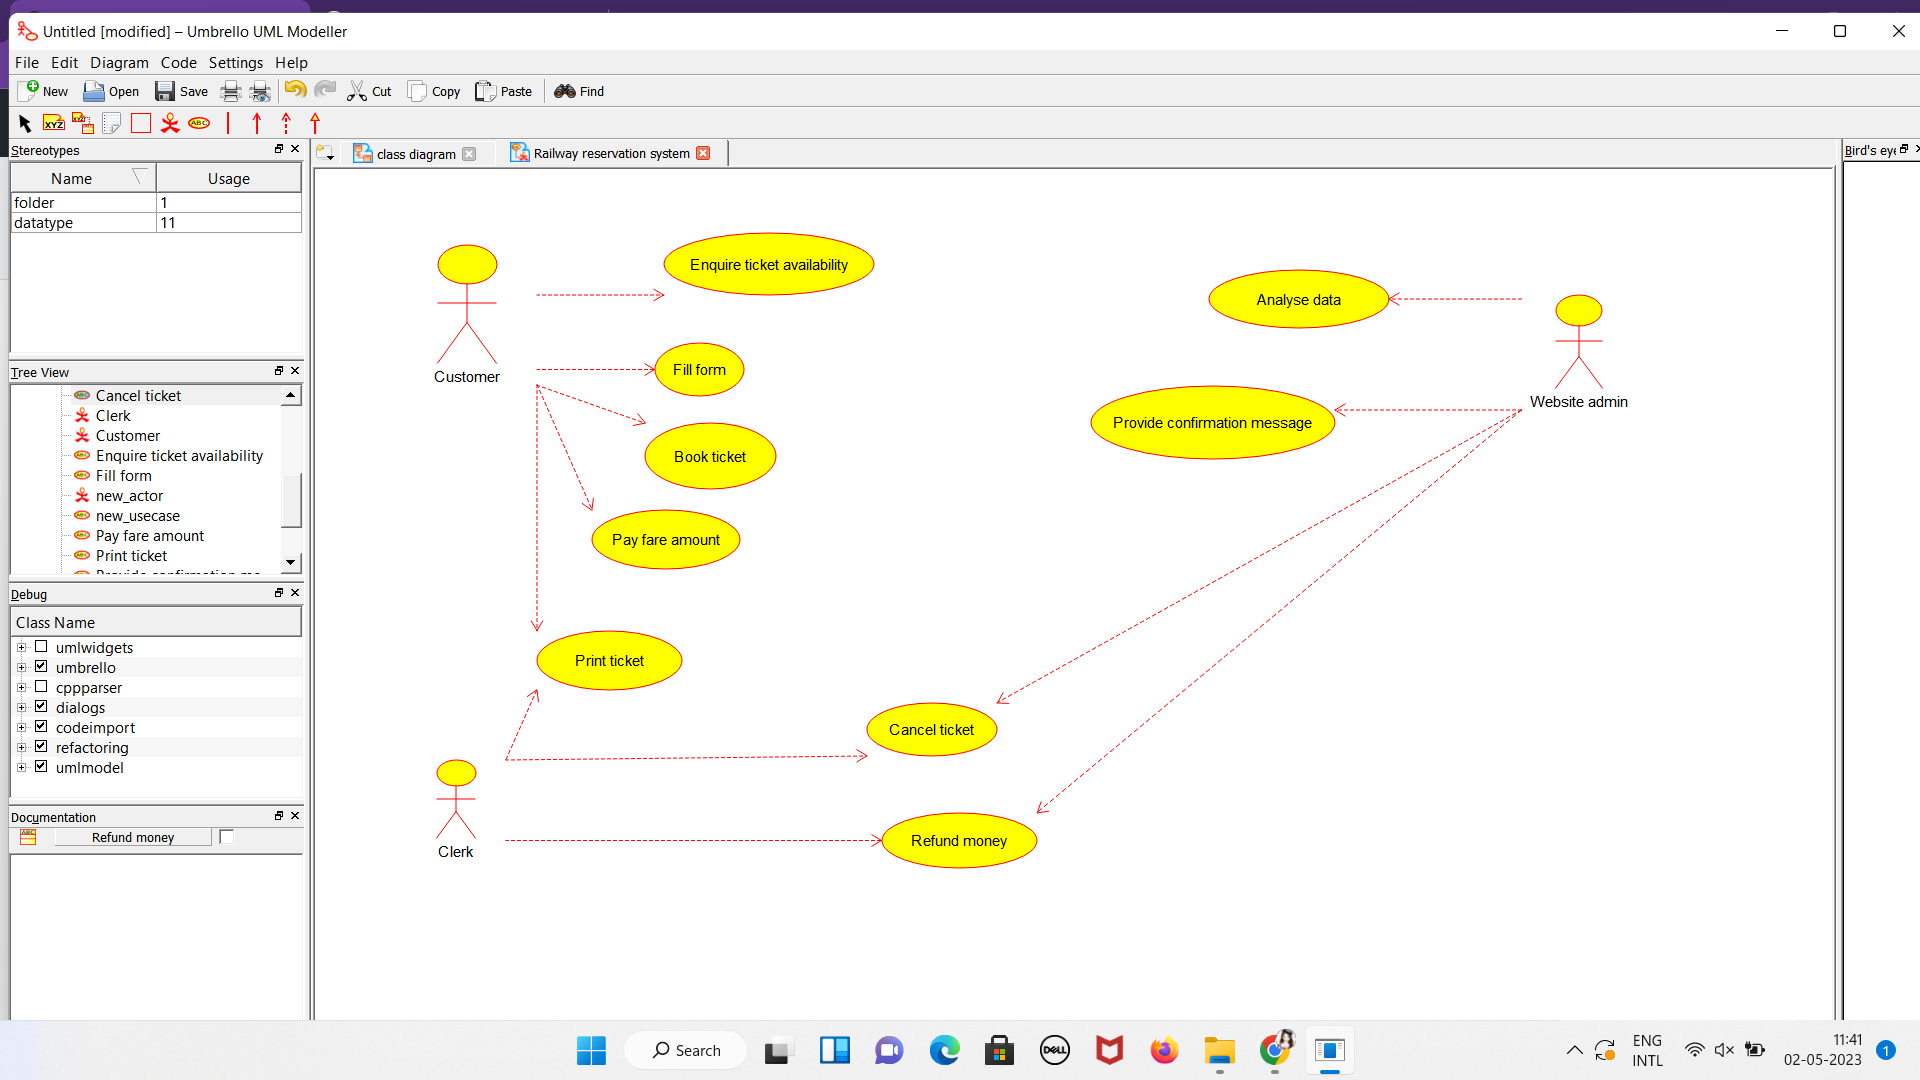 Untitled [modified] – Umbrello UML Modeller
File Edit Diagram Code Settings Help
New Open Save Cut Copy Paste Find
XYZ XYZ ABC
Stereotypes
class diagram
Railway reservation system
Bird's eye
Name Usage
folder 1
datatype 11
Tree View
Cancel ticket
Clerk
Customer
Enquire ticket availability
Fill form
new_actor
new_usecase
Pay fare amount
Print ticket
Debug
Class Name
umlwidgets
umbrello
cppparser
dialogs
codeimport
refactoring
umlmodel
Documentation
ABC Refund money
Customer
Enquire ticket availability
Fill form
Book ticket
Pay fare amount
Print ticket
Clerk
Cancel ticket
Refund money
Analyse data
Provide confirmation message
Website admin
Search
DELL
ENG
INTL
11:41
02-05-2023
1